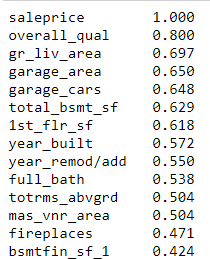 saleprice 1.000
overall_qual 0.800
gr_liv_area 0.697
garage_area 0.650
garage_cars 0.648
total_bsmt_sf 0.629
1st_flr_sf 0.618
year_built 0.572
year_remod/add 0.550
full_bath 0.538
totrms_abvgrd 0.504
mas_vnr_area 0.504
fireplaces 0.471
bsmtfin_sf_1 0.424